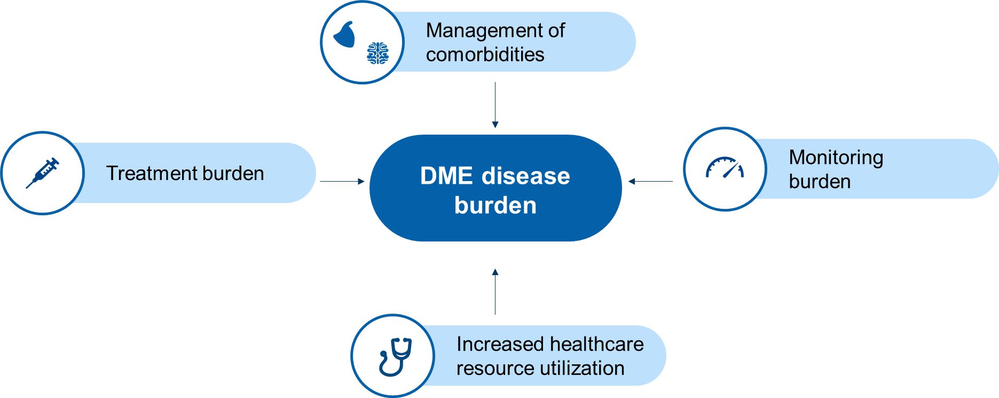 Management of
comorbidities
Treatment burden
DME disease
burden
Monitoring
burden
Increased healthcare
resource utilization